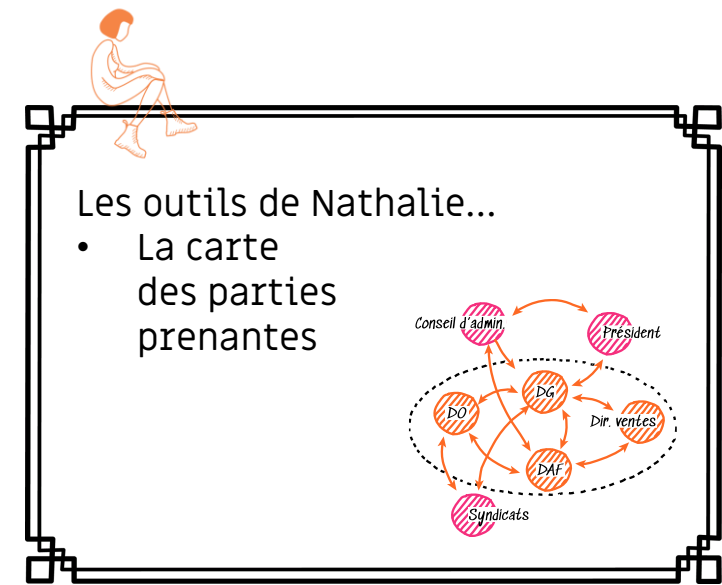 Les outils de Nathalie...
• La carte
des parties
prenantes
Conseil d'admin.
Président
DG
DO
Dir. ventes
DAF
Syndicats